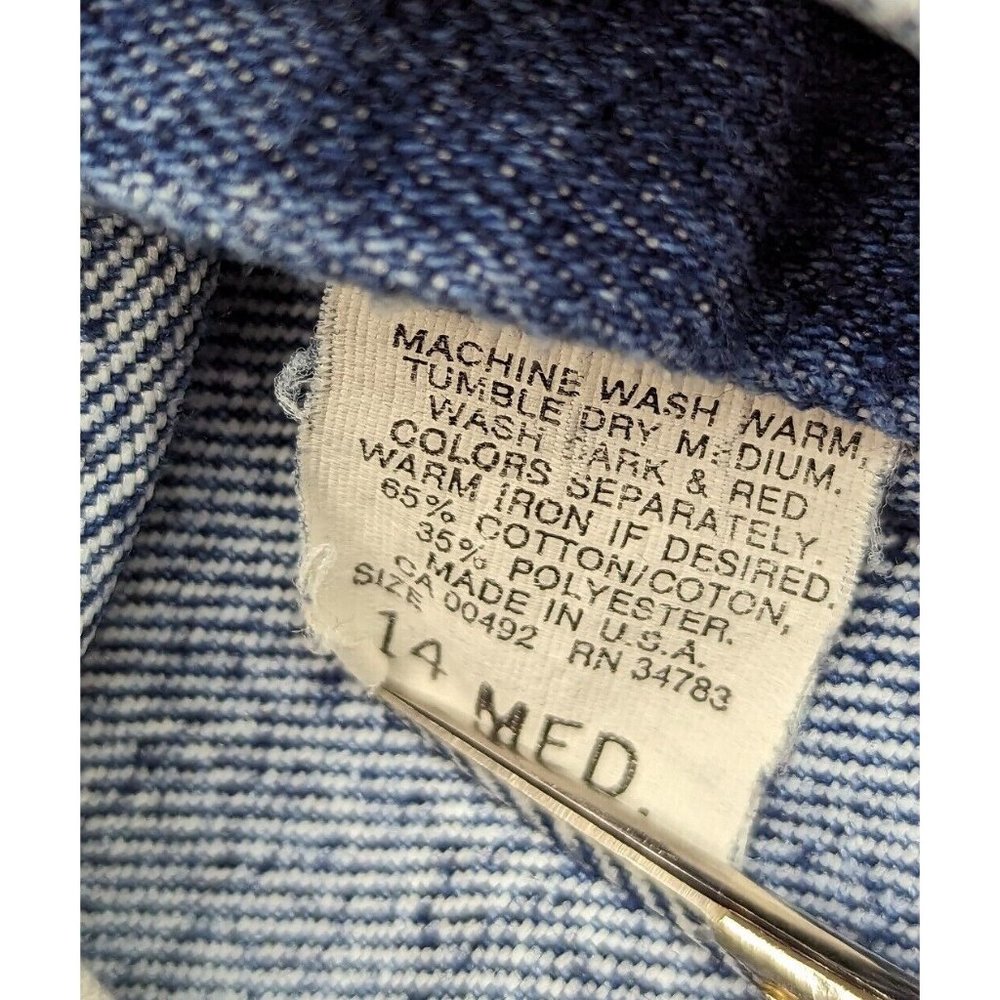 MACHINE WASH WARM,
TUMBLE DRY MEDIUM.
WASH DARK & RED
COLORS SEPARATELY.
WARM IRON IF DESIRED.
65% COTTON/COTON,
35% POLYESTER.
MADE IN U.S.A.
CA 00492 RN 34783
SIZE
14 MED.